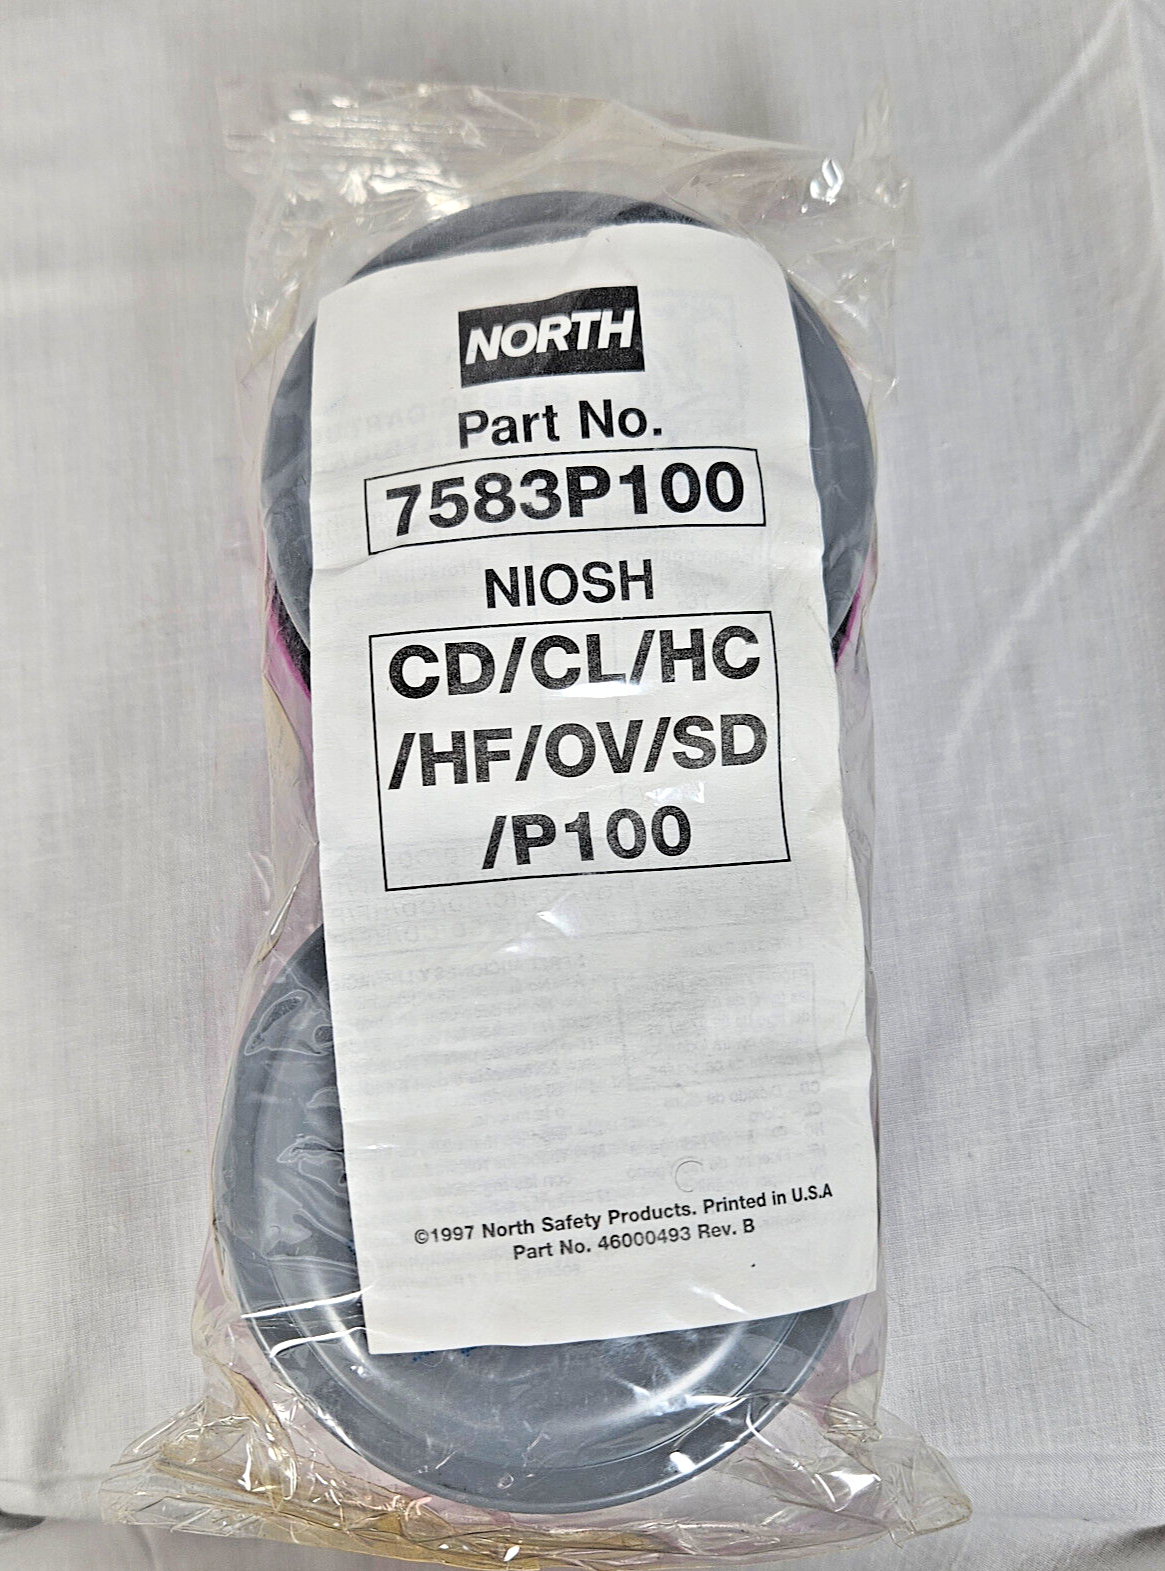 NORTH
Part No.
7583P100
NIOSH
CD/CL/HC
/HF/OV/SD
/P100
©1997 North Safety Products. Printed in U.S.A
Part No. 46000493 Rev. B